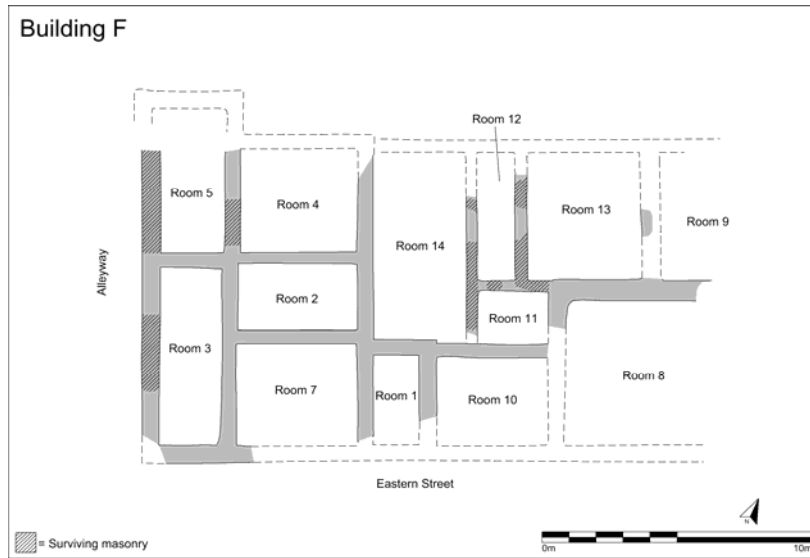 Building F
Room 12
Room 5
Room 4
Room 13
Room 9
Room 14
Alleyway
Room 2
Room 11
Room 3
Room 8
Room 7
Room 1
Room 10
Eastern Street
N
= Surviving masonry
0m
10m